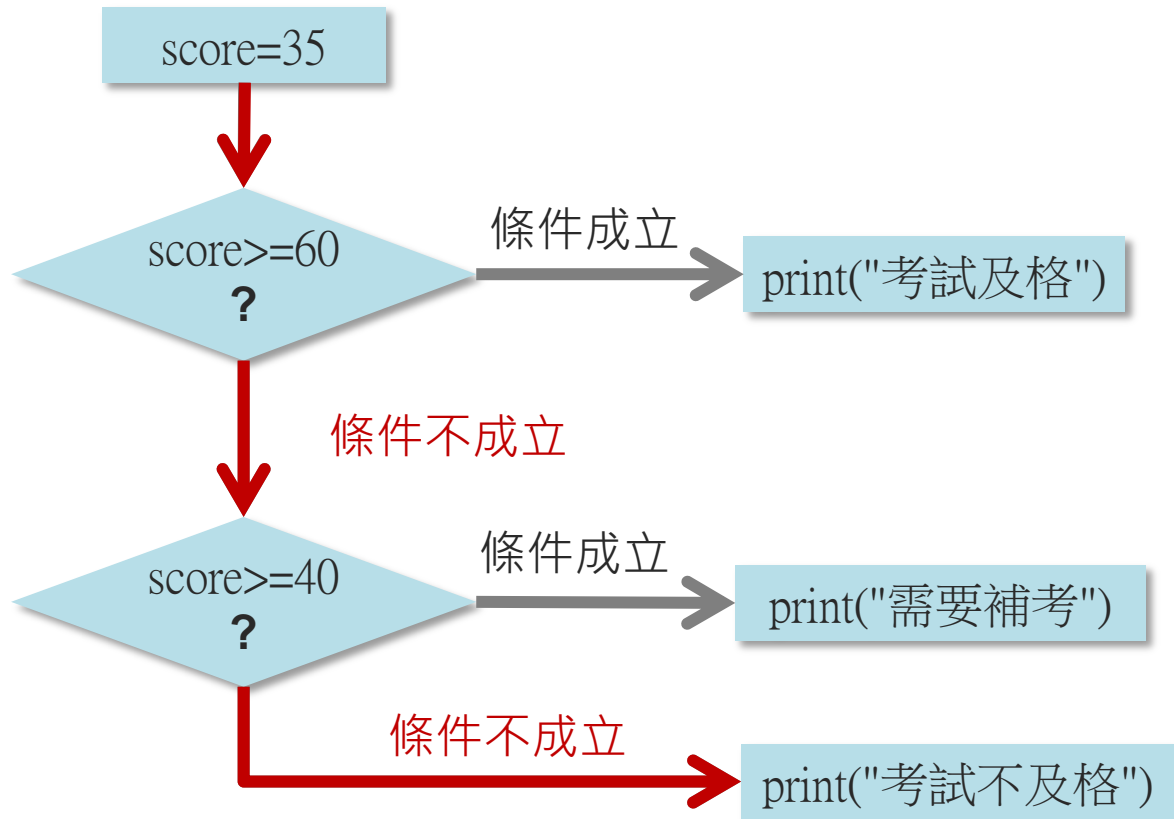 score=35
score>=60
?
條件成立
print("考試及格")
條件不成立
score>=40
?
條件成立
print("需要補考")
條件不成立
print("考試不及格")